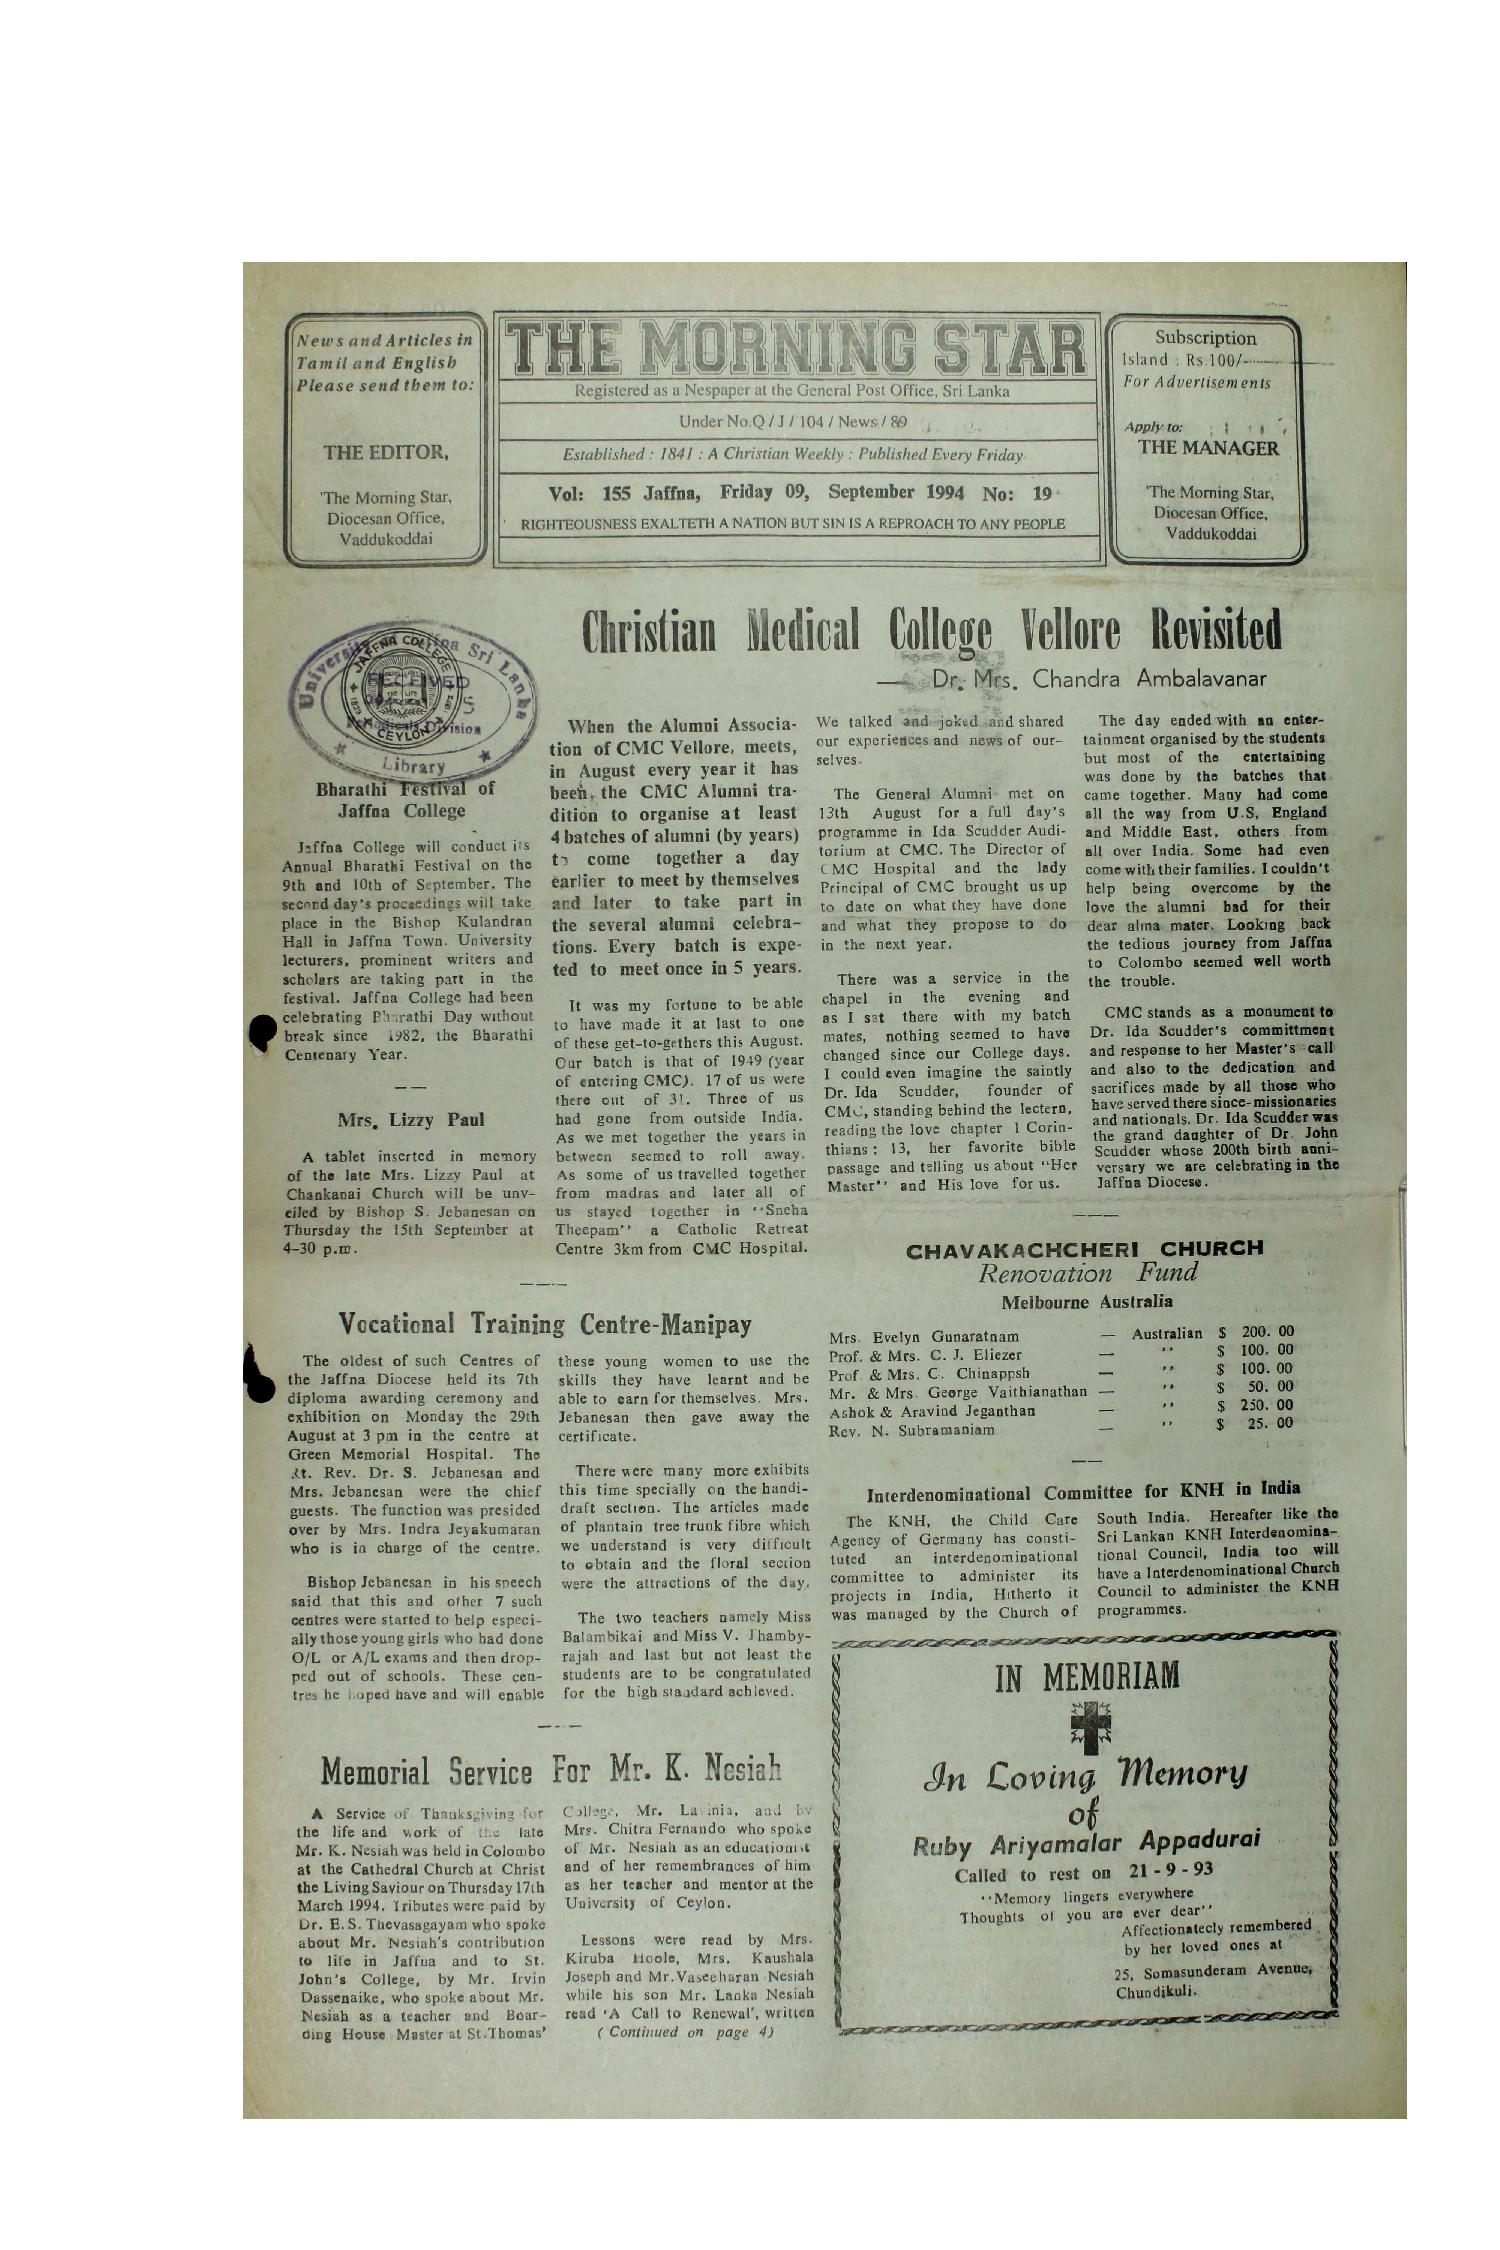 News and Articles in
Tamil and English
Please send them to:
THE EDITOR,
'The Morning Star,
Diocesan Office,
Vaddukoddai
THE MORNING STAR
Registered as a Nespaper at the General Post Office, Sri Lanka
Under No.Q / J / 104 / News / 89
Established : 1841 : A Christian Weekly : Published Every Friday
Vol: 155 Jaffna, Friday 09, September 1994 No: 19
RIGHTEOUSNESS EXALTETH A NATION BUT SIN IS A REPROACH TO ANY PEOPLE
Subscription
Island : Rs.100/-
For Advertisements
Apply to:
THE MANAGER
'The Morning Star,
Diocesan Office,
Vaddukoddai
JAFFNA COLLEGE
CEYLON
Sri Lanka
Library
Bharathi Festival of
Jaffna College
Jaffna College will conduct its
Annual Bharathi Festival on the
9th and 10th of September. The
second day's proceedings will take
place in the Bishop Kulandran
Hall in Jaffna Town. University
lecturers, prominent writers and
scholars are taking part in the
festival. Jaffna College had been
celebrating Bharathi Day without
break since 1982, the Bharathi
Centenary Year.
Mrs. Lizzy Paul
A tablet inserted in memory
of the late Mrs. Lizzy Paul at
Chankanai Church will be unv-
eiled by Bishop S. Jebanesan on
Thursday the 15th September at
4–30 p.m.
Christian Medical College Vellore Revisited
— Dr. Mrs. Chandra Ambalavanar
When the Alumni Associa-
tion of CMC Vellore, meets,
in August every year it has
been, the CMC Alumni tra-
dition to organise at least
4 batches of alumni (by years)
to come together a day
earlier to meet by themselves
and later to take part in
the several alumni celebra-
tions. Every batch is expe-
ted to meet once in 5 years.
It was my fortune to be able
to have made it at last to one
of these get-to-gethers this August.
Our batch is that of 1949 (year
of entering CMC). 17 of us were
there out of 31. Three of us
had gone from outside India.
As we met together the years in
between seemed to roll away.
As some of us travelled together
from madras and later all of
us stayed together in "Sneha
Theepam" a Catholic Retreat
Centre 3km from CMC Hospital.
We talked and joked and shared
our experiences and news of our-
selves.
The General Alumni met on
13th August for a full day's
programme in Ida Scudder Audi-
torium at CMC. The Director of
CMC Hospital and the lady
Principal of CMC brought us up
to date on what they have done
and what they propose to do
in the next year.
There was a service in the
chapel in the evening and
as I sat there with my batch
mates, nothing seemed to have
changed since our College days.
I could even imagine the saintly
Dr. Ida Scudder, founder of
CMC, standing behind the lectern,
reading the love chapter 1 Corin-
thians : 13, her favorite bible
passage and telling us about "Her
Master" and His love for us.
The day ended with an enter-
tainment organised by the students
but most of the entertaining
was done by the batches that
came together. Many had come
all the way from U.S, England
and Middle East, others from
all over India. Some had even
come with their families. I couldn't
help being overcome by the
love the alumni bad for their
dear alma mater. Looking back
the tedious journey from Jaffna
to Colombo seemed well worth
the trouble.
CMC stands as a monument to
Dr. Ida Scudder's committment
and response to her Master's call
and also to the dedication and
sacrifices made by all those who
have served there since-missionaries
and nationals. Dr. Ida Scudder was
the grand daughter of Dr. John
Scudder whose 200th birth anni-
versary we are celebrating in the
Jaffna Diocese.
Vocational Training Centre-Manipay
The oldest of such Centres of
the Jaffna Diocese held its 7th
diploma awarding ceremony and
exhibition on Monday the 29th
August at 3 pm in the centre at
Green Memorial Hospital. The
Rt. Rev. Dr. S. Jebanesan and
Mrs. Jebanesan were the chief
guests. The function was presided
over by Mrs. Indra Jeyakumaran
who is in charge of the centre.
Bishop Jebanesan in his speech
said that this and other 7 such
centres were started to help especi-
ally those young girls who had done
O/L or A/L exams and then drop-
ped out of schools. These cen-
tres he hoped have and will enable
these young women to use the
skills they have learnt and be
able to earn for themselves. Mrs.
Jebanesan then gave away the
certificate.
There were many more exhibits
this time specially on the handi-
draft section. The articles made
of plantain tree trunk fibre which
we understand is very difficult
to obtain and the floral section
were the attractions of the day.
The two teachers namely Miss
Balambikai and Miss V. Thamby-
rajah and last but not least the
students are to be congratulated
for the high standard achieved.
CHAVAKACHCHERI CHURCH
Renovation Fund
Melbourne Australia
Mrs. Evelyn Gunaratnam — Australian $ 200. 00
Prof. & Mrs. C. J. Eliezer — '' $ 100. 00
Prof. & Mrs. C. Chinappsh — '' $ 100. 00
Mr. & Mrs. George Vaithianathan — '' $ 50. 00
Ashok & Aravind Jeganthan — '' $ 250. 00
Rev. N. Subramaniam — '' $ 25. 00
Interdenominational Committee for KNH in India
The KNH, the Child Care
Agency of Germany has consti-
tuted an interdenominational
committee to administer its
projects in India, Hitherto it
was managed by the Church of
South India. Hereafter like the
Sri Lankan KNH Interdenomina-
tional Council, India too will
have a Interdenominational Church
Council to administer the KNH
programmes.
Memorial Service For Mr. K. Nesiah
A Service of Thanksgiving for
the life and work of the late
Mr. K. Nesiah was held in Colombo
at the Cathedral Church at Christ
the Living Saviour on Thursday 17th
March 1994. Tributes were paid by
Dr. E.S. Thevasagayam who spoke
about Mr. Nesiah's contribution
to life in Jaffna and to St.
John's College, by Mr. Irvin
Dassenaike, who spoke about Mr.
Nesiah as a teacher and Boar-
ding House Master at St.Thomas'
College, Mr. Lavinia, and by
Mrs. Chitra Fernando who spoke
of Mr. Nesiah as an educationist
and of her remembrances of him
as her teacher and mentor at the
University of Ceylon.
Lessons were read by Mrs.
Kiruba Hoole, Mrs. Kaushala
Joseph and Mr.Vaseeharan Nesiah
while his son Mr. Lanka Nesiah
read 'A Call to Renewal', written
( Continued on page 4)
IN MEMORIAM
In Loving Memory
of
Ruby Ariyamalar Appadurai
Called to rest on 21 - 9 - 93
"Memory lingers everywhere
Thoughts of you are ever dear"
Affectionatecly remembered
by her loved ones at
25, Somasunderam Avenue,
Chundikuli.